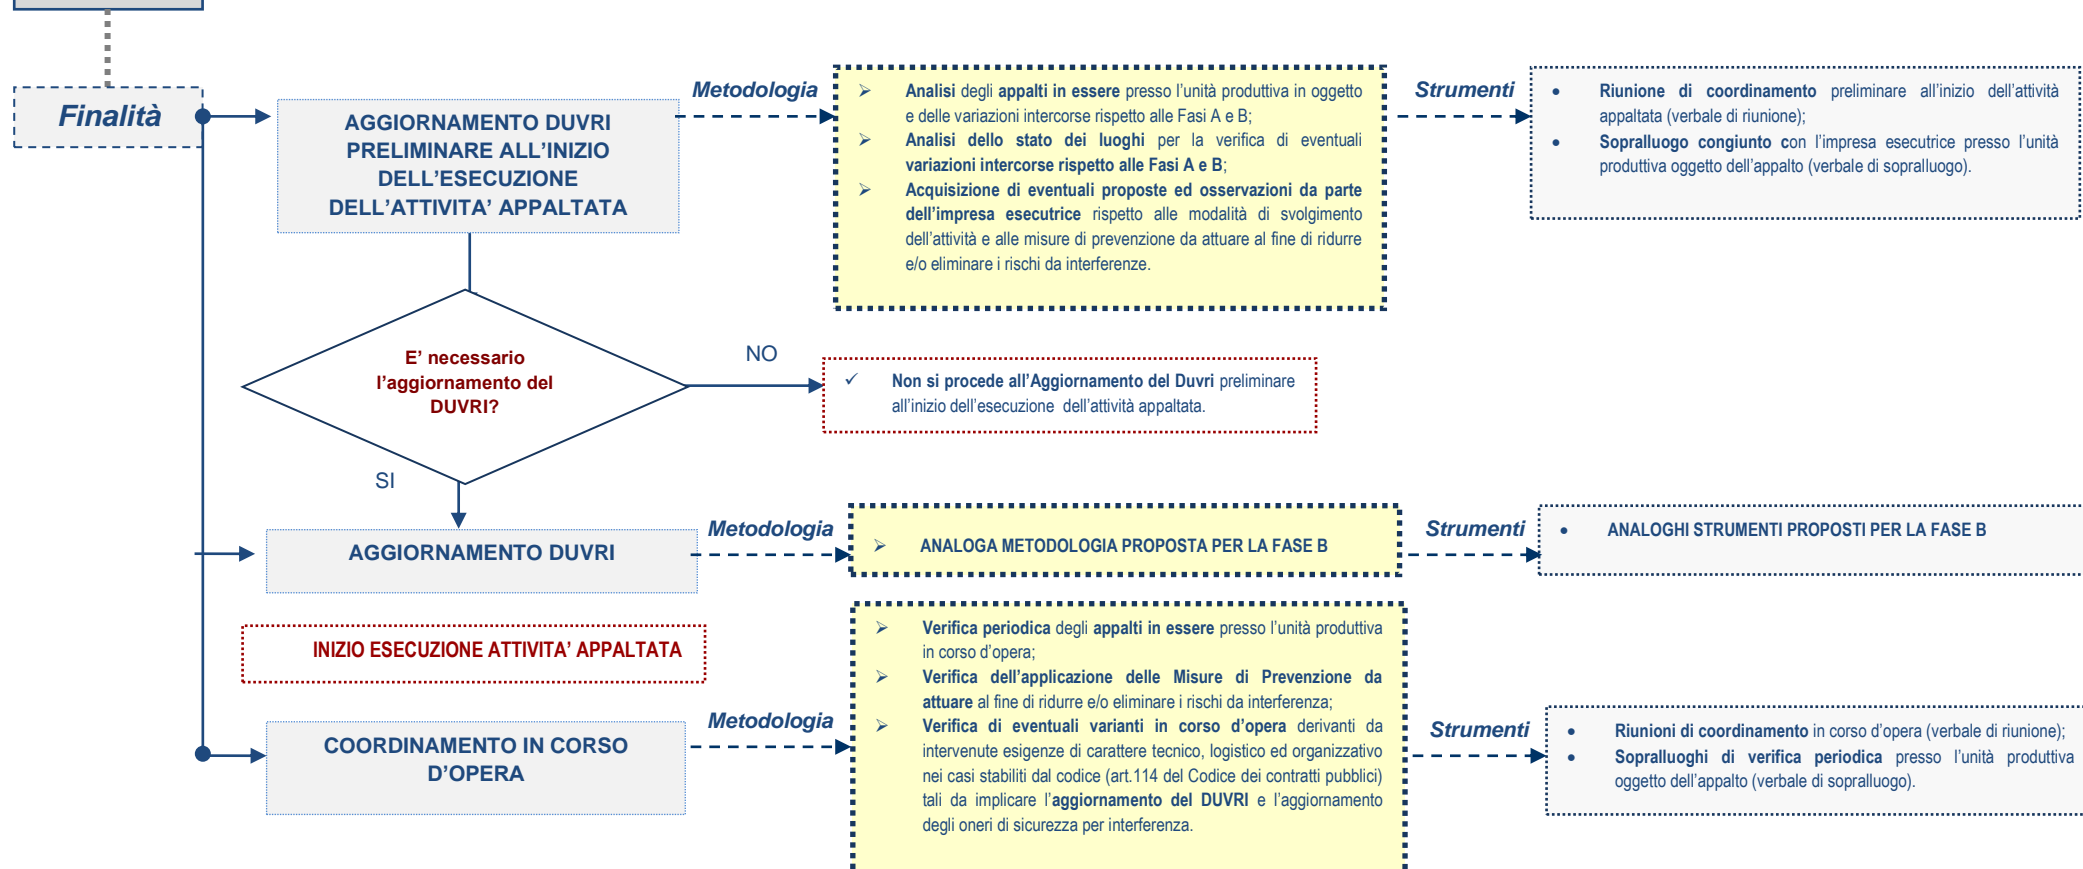 Finalità
AGGIORNAMENTO DUVRI
PRELIMINARE ALL’INIZIO
DELL’ESECUZIONE
DELL’ATTIVITA’ APPALTATA
Metodologia
➢ Analisi degli appalti in essere presso l’unità produttiva in oggetto
e delle variazioni intercorse rispetto alle Fasi A e B;
➢ Analisi dello stato dei luoghi per la verifica di eventuali
variazioni intercorse rispetto alle Fasi A e B;
➢ Acquisizione di eventuali proposte ed osservazioni da parte
dell’impresa esecutrice rispetto alle modalità di svolgimento
dell’attività e alle misure di prevenzione da attuare al fine di ridurre
e/o eliminare i rischi da interferenze.
Strumenti
• Riunione di coordinamento preliminare all’inizio dell’attività
appaltata (verbale di riunione);
• Sopralluogo congiunto con l’impresa esecutrice presso l’unità
produttiva oggetto dell’appalto (verbale di sopralluogo).
E’ necessario
l’aggiornamento del
DUVRI?
NO
✓ Non si procede all’Aggiornamento del Duvri preliminare
all’inizio dell’esecuzione dell’attività appaltata.
SI
AGGIORNAMENTO DUVRI
Metodologia
➢ ANALOGA METODOLOGIA PROPOSTA PER LA FASE B
Strumenti
• ANALOGHI STRUMENTI PROPOSTI PER LA FASE B
INIZIO ESECUZIONE ATTIVITA’ APPALTATA
COORDINAMENTO IN CORSO
D’OPERA
Metodologia
➢ Verifica periodica degli appalti in essere presso l’unità produttiva
in corso d’opera;
➢ Verifica dell’applicazione delle Misure di Prevenzione da
attuare al fine di ridurre e/o eliminare i rischi da interferenza;
➢ Verifica di eventuali varianti in corso d’opera derivanti da
intervenute esigenze di carattere tecnico, logistico ed organizzativo
nei casi stabiliti dal codice (art.114 del Codice dei contratti pubblici)
tali da implicare l’aggiornamento del DUVRI e l’aggiornamento
degli oneri di sicurezza per interferenza.
Strumenti
• Riunioni di coordinamento in corso d’opera (verbale di riunione);
• Sopralluoghi di verifica periodica presso l’unità produttiva
oggetto dell’appalto (verbale di sopralluogo).